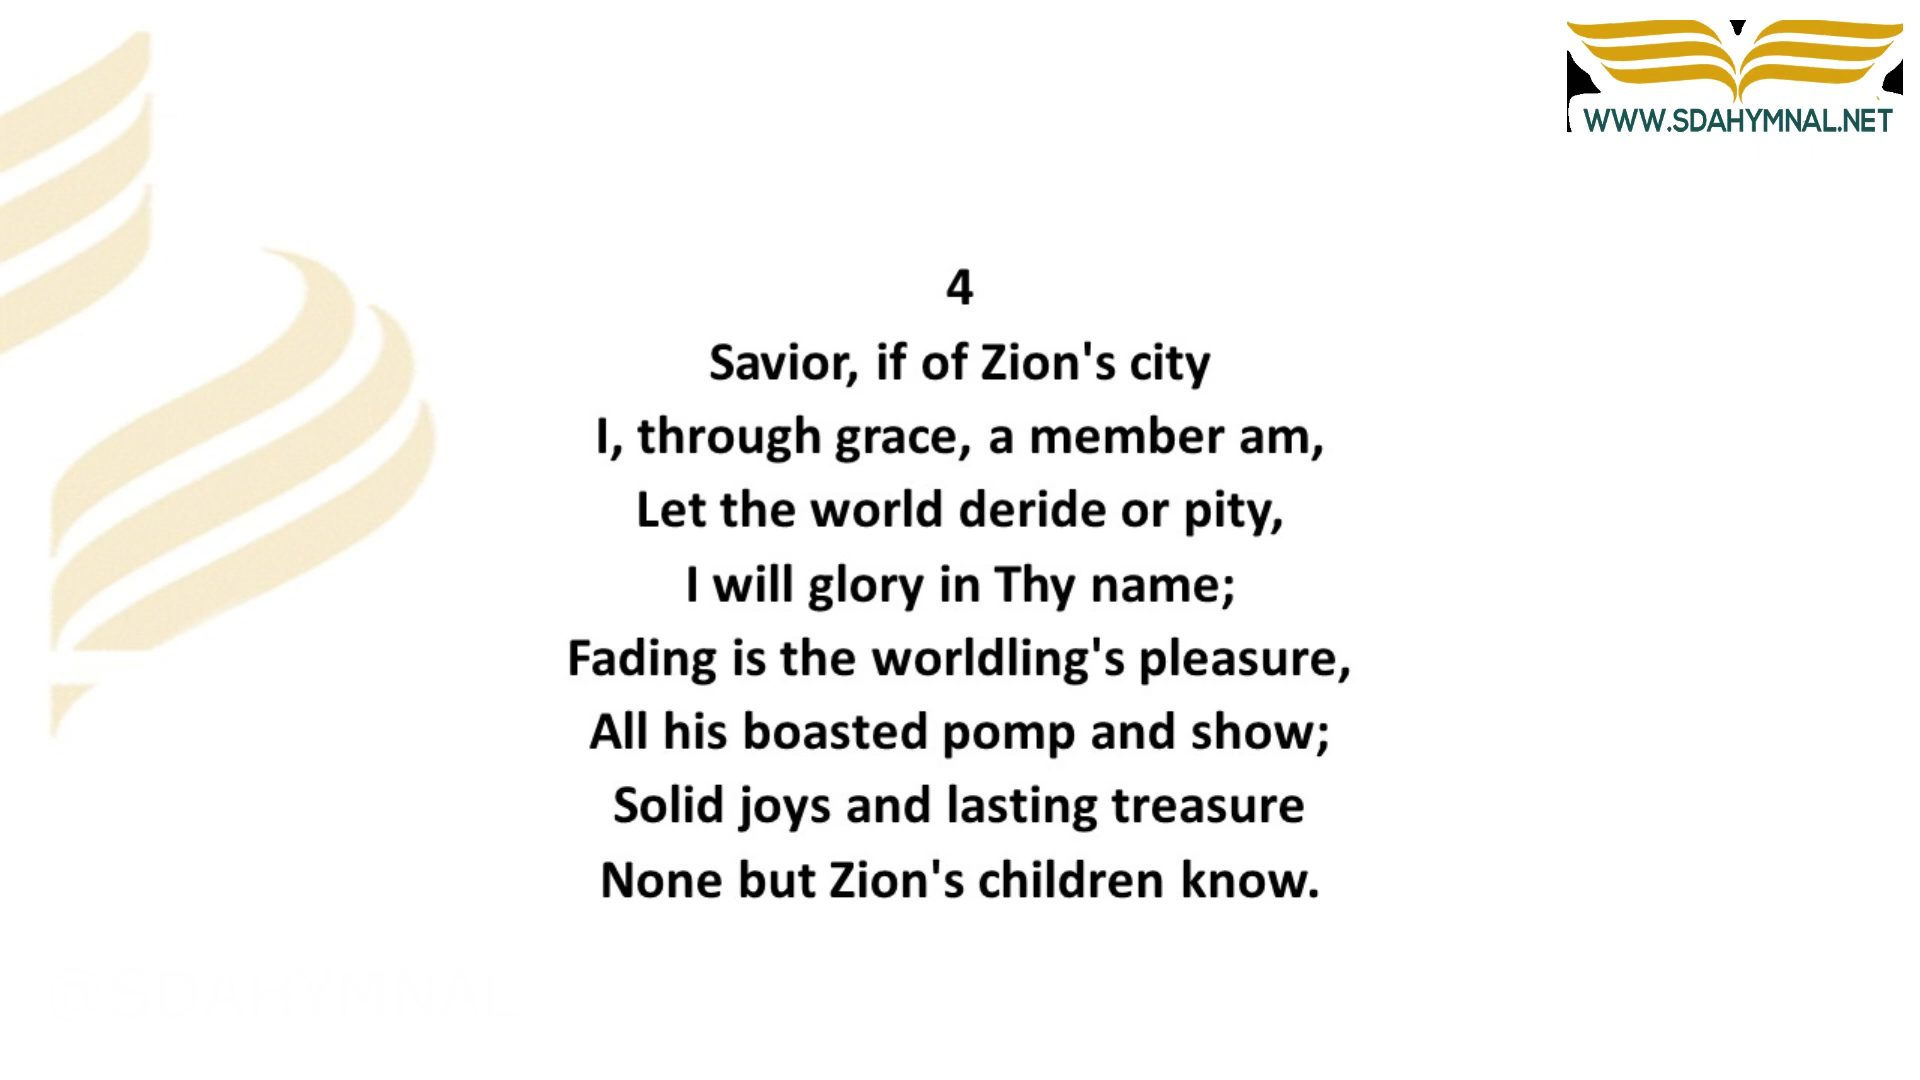 WWW.SDAHYMNAL.NET
4
Savior, if of Zion's city
I, through grace, a member am,
Let the world deride or pity,
I will glory in Thy name;
Fading is the worldling's pleasure,
All his boasted pomp and show;
Solid joys and lasting treasure
None but Zion's children know.